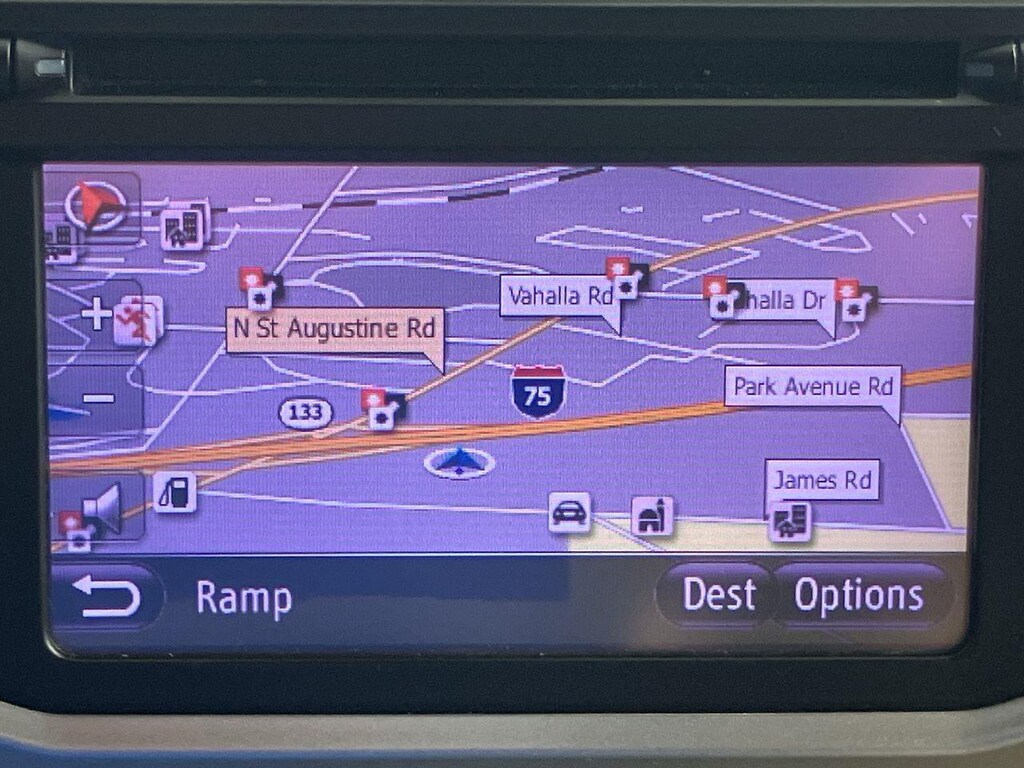 Vahalla Rd
halla Dr
N St Augustine Rd
75
Park Avenue Rd
133
James Rd
Ramp
Dest
Options